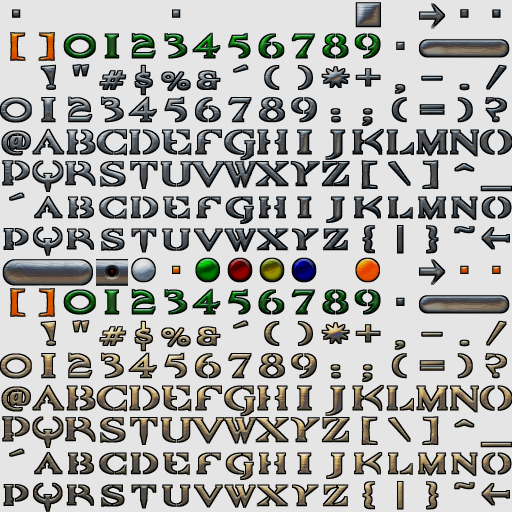 [ ] 0123456789
! " # $ % & ´ ( ) * + , - . /
0123456789 : ; ( = ) ?
@ABCDEFGHIJKLMNO
PQRSTUVWXYZ [ \ ] ^ _
´ABCDEFGHIJKLMNO
PQRSTUVWXYZ { | } ~ ←
→
[ ] 0123456789
! " # $ % & ´ ( ) * + , - . /
0123456789 : ; ( = ) ?
@ABCDEFGHIJKLMNO
PQRSTUVWXYZ [ \ ] ^ _
´ABCDEFGHIJKLMNO
PQRSTUVWXYZ { | } ~ ←